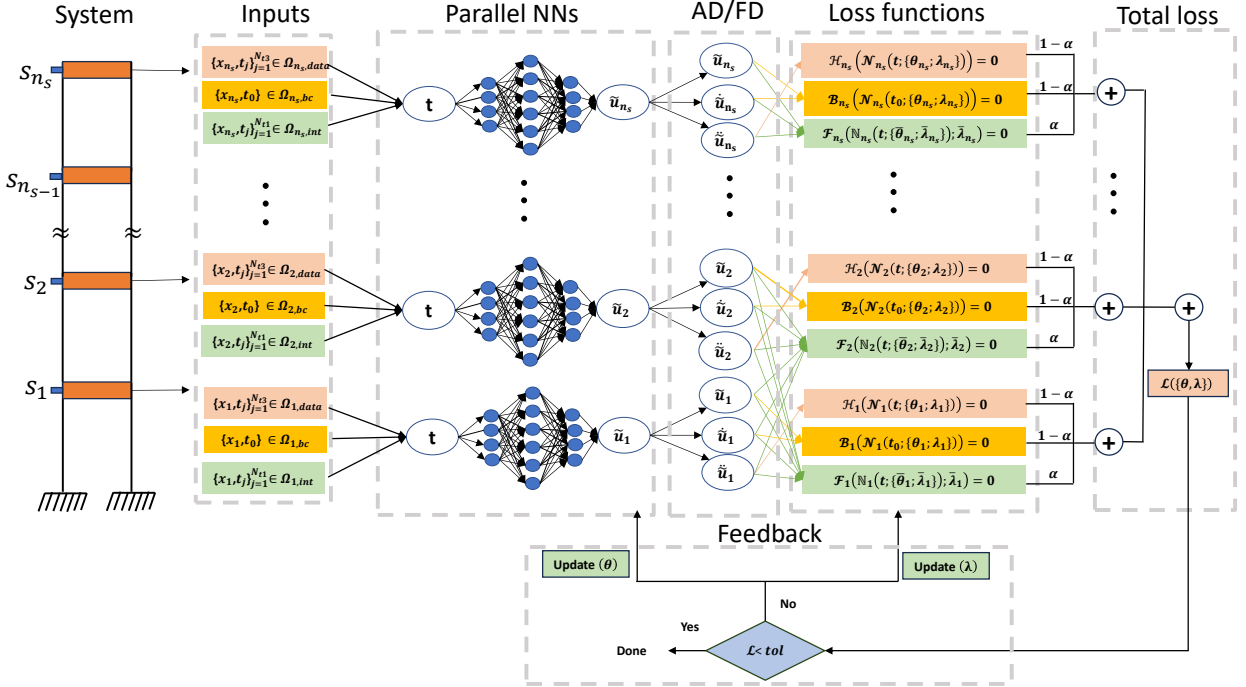 System
Inputs
Parallel NNs
AD/FD
Loss functions
Total loss
S_{n_s}
{x_{n_s}, t_j}_{j=1}^{N_{t3}} ∈ Ω_{n_s,data}
{x_{n_s}, t_0} ∈ Ω_{n_s,bc}
{x_{n_s}, t_j}_{j=1}^{N_{t1}} ∈ Ω_{n_s,int}
t
ũ_{n_s}
ũ_{n_s}
ũ̇_{n_s}
ũ̈_{n_s}
ℋ_{n_s}(𝒩_{n_s}(t;{θ_{n_s};λ_{n_s}})) = 0
ℬ_{n_s}(𝒩_{n_s}(t_0;{θ_{n_s};λ_{n_s}})) = 0
ℱ_{n_s}(ℕ_{n_s}(t;{θ̅_{n_s};λ̅_{n_s}});λ̅_{n_s}) = 0
1 − α
1 − α
α
+
S_{n_{s−1}}
S_2
{x_2, t_j}_{j=1}^{N_{t3}} ∈ Ω_{2,data}
{x_2, t_0} ∈ Ω_{2,bc}
{x_2, t_j}_{j=1}^{N_{t1}} ∈ Ω_{2,int}
t
ũ_2
ũ_2
ũ̇_2
ũ̈_2
ℋ_2(𝒩_2(t;{θ_2;λ_2})) = 0
ℬ_2(𝒩_2(t_0;{θ_2;λ_2})) = 0
ℱ_2(ℕ_2(t;{θ̅_2;λ̅_2});λ̅_2) = 0
1 − α
1 − α
α
+
+
ℒ({θ,λ})
S_1
{x_1, t_j}_{j=1}^{N_{t3}} ∈ Ω_{1,data}
{x_1, t_0} ∈ Ω_{1,bc}
{x_1, t_j}_{j=1}^{N_{t1}} ∈ Ω_{1,int}
t
ũ_1
ũ_1
ũ̇_1
ũ̈_1
ℋ_1(𝒩_1(t;{θ_1;λ_1})) = 0
ℬ_1(𝒩_1(t_0;{θ_1;λ_1})) = 0
ℱ_1(ℕ_1(t;{θ̅_1;λ̅_1});λ̅_1) = 0
1 − α
1 − α
α
+
Feedback
Update (θ)
Update (λ)
No
Yes
Done
ℒ< tol